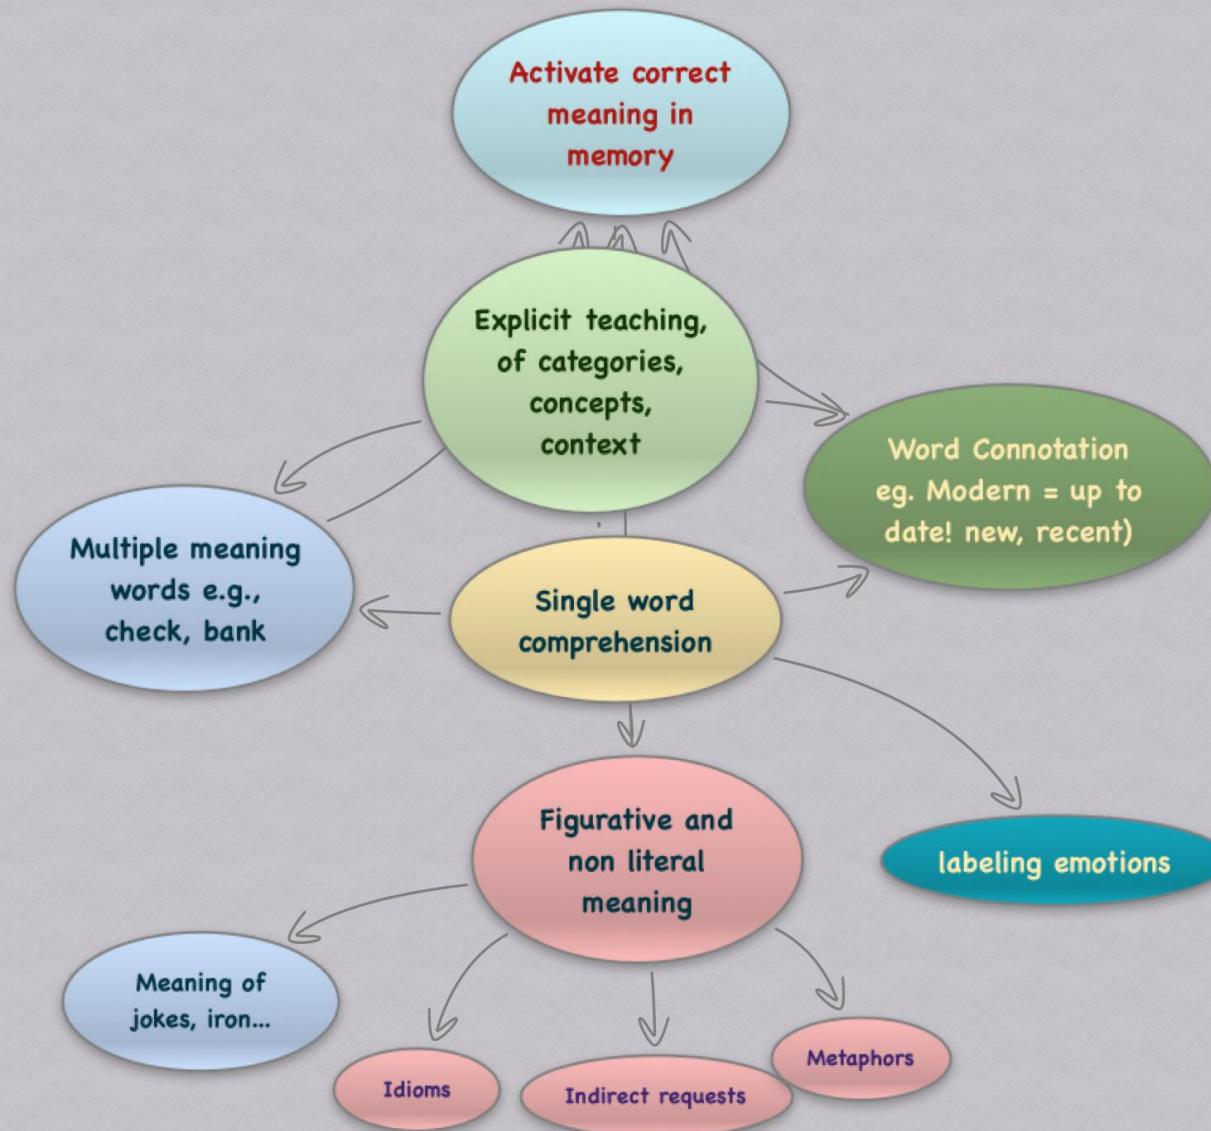 Activate correct
meaning in
memory
Explicit teaching,
of categories,
concepts,
context
Word Connotation
eg. Modern = up to
date! new, recent)
Multiple meaning
words e.g.,
check, bank
Single word
comprehension
Figurative and
non literal
meaning
labeling emotions
Meaning of
jokes, iron...
Idioms
Indirect requests
Metaphors